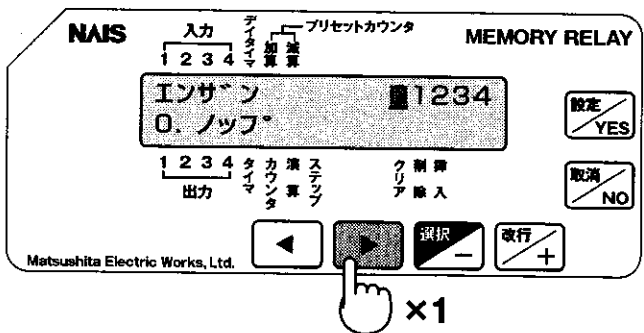 NAiS
MEMORY RELAY
入力
1 2 3 4
デイタイマ
加算
減算
プリセットカウンタ
エンザン 1234
0. ノップ
設定 YES
取消 NO
1 2 3 4
出力
タイマ
カウンタ
演算
ステップ
クリア
削除
挿入
選択 −
改行 +
Matsushita Electric Works, Ltd.
×1